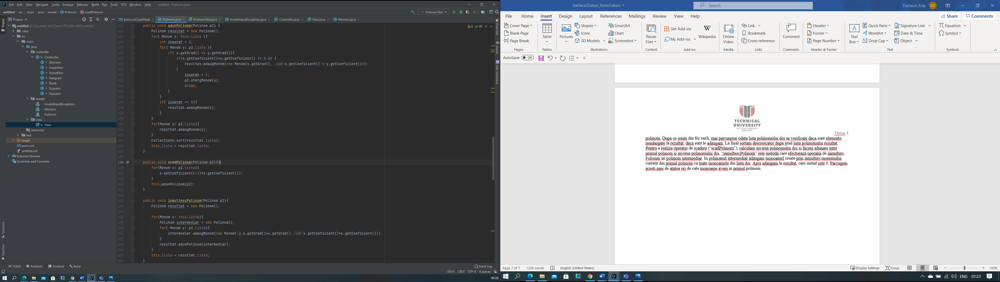 File Edit View Navigate Code Analyze Refactor Build Run Tools VCS Window Help untitled - Polinom.java
untitled src main java model Polinom scadPolinom PolinomTest
Project
pom.xml (untitled) Polinom.java PolinomTest.java InvalidInputException.java Controller.java View.java Monom.java
untitled D:\Facultate-An2\Sem2\TP LAB\LAB2\untitled
.idea
src
main
java
controller
Controller
Derivare
Impartitor
Inmultitor
Integrare
Reset
Scazator
Sumator
model
InvalidInputException
Monom
Polinom
view
View
resources
test
target
pom.xml
untitled.iml
External Libraries
Scratches and Consoles
Project
Structure
Favorites
6 49
113 public void adunPolinom(Polinom p2) {
114 Polinom rezultat = new Polinom();
115 for( Monom x: this.lista ){
116 int inserat = 0;
117 for( Monom y: p2.lista ){
118 if( x.getGrad() == y.getGrad()){
119 if(x.getCoeficient()+y.getCoeficient() != 0.0) {
120 rezultat.adaugMonom(new Monom(x.getGrad(), coef: x.getCoeficient() + y.getCoeficient()));
121 }
122 inserat = 1;
123 p2.stergMonom(y);
124 break;
125 }
126 }
127 if( inserat == 0){
128 rezultat.adaugMonom(x);
129 }
130 }
131 for(Monom y: p2.lista){
132 rezultat.adaugMonom(y);
133 }
134 Collections.sort(rezultat.lista);
135 this.lista = rezultat.lista;
136 }
137
138 @ public void scadPolinom(Polinom p2){=
139 for(Monom x: p2.lista){
140 x.setCoeficient((-1)*x.getCoeficient());
141 }
142 this.adunPolinom(p2);
143 }
144
145 public void inmultescPolinom(Polinom p2){
146 Polinom rezultat = new Polinom();
147
148 for(Monom x: this.lista){
149 Polinom intermediar = new Polinom();
150 for( Monom y: p2.lista){
151 intermediar.adaugMonom(new Monom( g: x.getGrad()+y.getGrad(), coef: x.getCoeficient()*y.getCoeficient()));
152 }
153 rezultat.adunPolinom(intermediar);
154 }
155 this.lista = rezultat.lista;
156 }
PlantUML
Maven
UML Generator
TODO Problems Terminal Build Event Log
138:41 CRLF UTF-8 4 spaces
01:23
DarlacziZoltan_Tema1.docx Search Darlaczi Zoly DZ
File Home Insert Design Layout References Mailings Review View Help Share Comments
Cover Page
Blank Page
Page Break
Pages
Table
Tables
Pictures
Shapes
Icons
3D Models
SmartArt
Chart
Screenshot
Illustrations
Reuse
Files
Content
Get Add-ins
My Add-ins
Wikipedia
Add-ins
Online
Video
Media
Link
Bookmark
Cross-reference
Links
Comment
Comments
Header
Footer
Page Number
Header & Footer
Text
Box
Quick Parts
WordArt
Drop Cap
Signature Line
Date & Time
Object
Text
Equation
Symbol
Symbols
AutoSave Off
TECHNICAL
UNIVERSITY
OF CLUJ-NAPOCA
ROMANIA
Tema 1
polinom. Dupa ce iesim din for each, mai parcurgem odata lista polinomului doi sa verificam daca sunt elemente
neadaugate la rezultat, daca sunt le adaugam. La final sortam descrescator dupa grad lista polinomului rezultat.
Pentru a realiza operatie de scadere (“scadPolinom”), calculam inversa polinomului doi si facem adunare intre
primul polinom si inversa polinomului doi. ”inmultescPolinom” este metoda care efectueaza operatia de inmultire.
Folosim un polinom intermediar. In polinomul intermediar adaugam monoamel create prin inmultire monomului
current din primul polinom cu toate monoamele din lista doi. Apoi adaugam la rezultat, care initial este 0. Parcugem
acesti pasi de atatea ori de cate monoame avem in primul polinom.
Page 7 of 7 1289 words English (United States) Display Settings Focus 100%
ENG 01:23